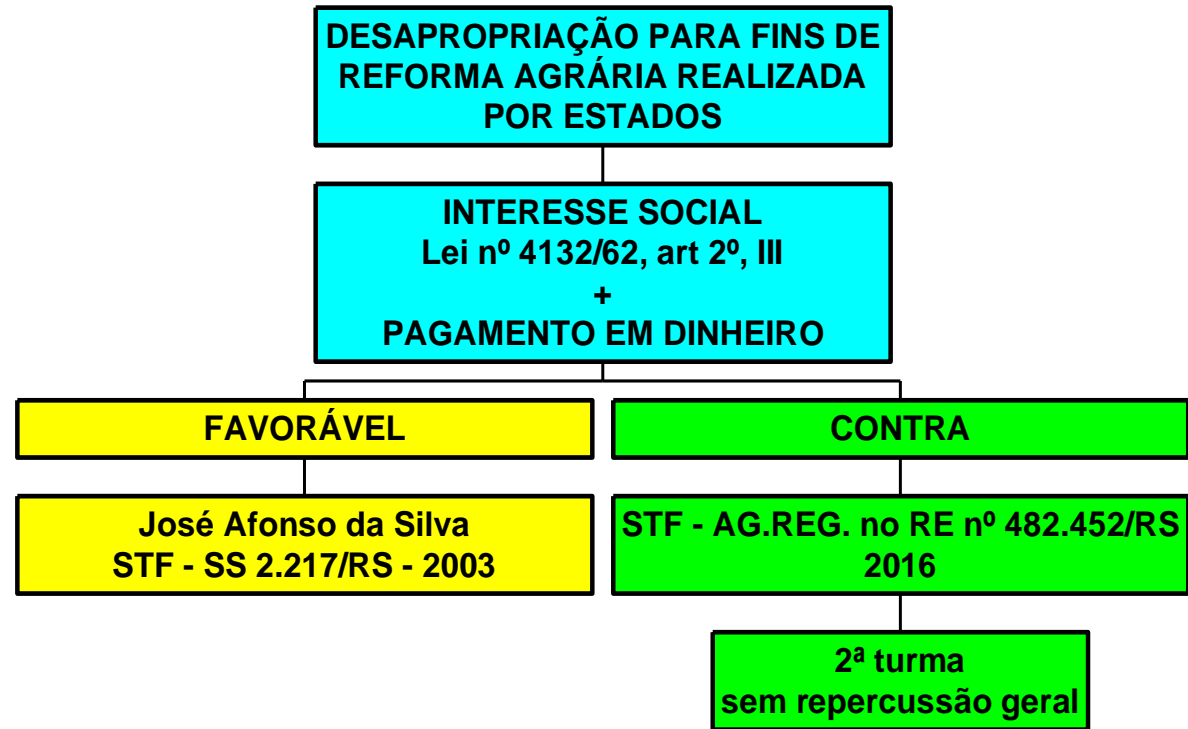 DESAPROPRIAÇÃO PARA FINS DE
REFORMA AGRÁRIA REALIZADA
POR ESTADOS
INTERESSE SOCIAL
Lei nº 4132/62, art 2º, III
+
PAGAMENTO EM DINHEIRO
FAVORÁVEL
José Afonso da Silva
STF - SS 2.217/RS - 2003
CONTRA
STF - AG.REG. no RE nº 482.452/RS
2016
2ª turma
sem repercussão geral